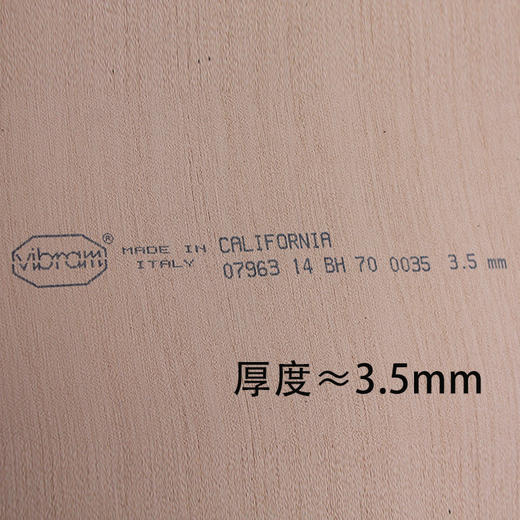 vibram®
MADE IN
ITALY
CALIFORNIA
07963 14 BH 70 0035 3.5 mm
厚度≈3.5mm